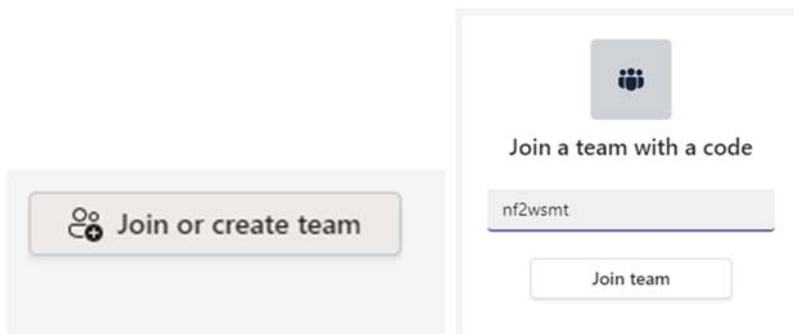 Join or create team
Join a team with a code
nf2wsmt
Join team